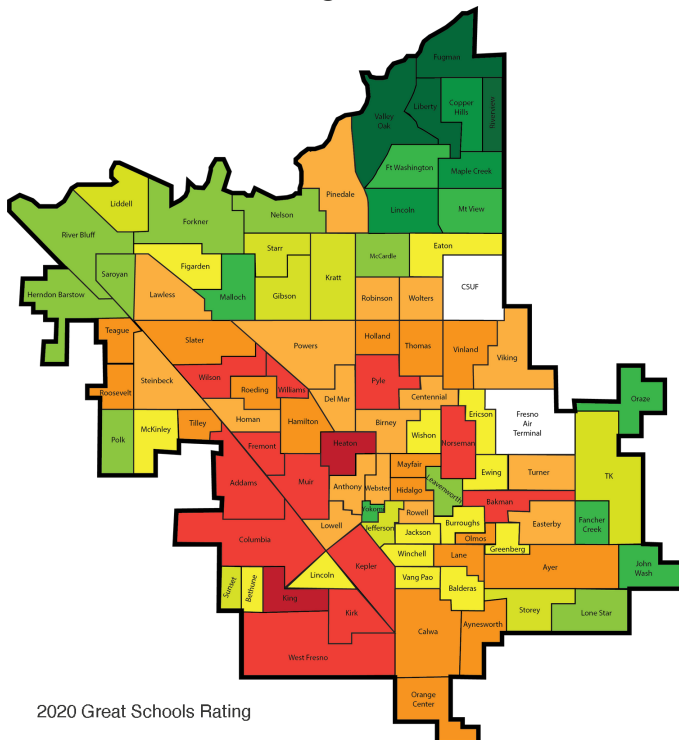 Fugman
Valley
Oak
Liberty
Copper
Hills
Riverview
Ft Washington
Maple Creek
Pinedale
Lincoln
Mt View
Liddell
River Bluff
Forkner
Nelson
Starr
McCardle
Eaton
Figarden
Saroyan
Herndon Barstow
Lawless
Malloch
Gibson
Kratt
Robinson
Wolters
CSUF
Teague
Slater
Powers
Holland
Thomas
Vinland
Viking
Steinbeck
Roosevelt
Wilson
Roeding
Williams
Del Mar
Pyle
Centennial
Oraze
Polk
McKinley
Tilley
Homan
Hamilton
Birney
Wishon
Ericson
Norseman
Fresno
Air
Terminal
Fremont
Heaton
Addams
Muir
Anthony
Webster
Mayfair
Hidalgo
Leavenworth
Ewing
Turner
TK
Bakman
Lowell
Yokomi
Jefferson
Rowell
Burroughs
Easterby
Fancher
Creek
Columbia
Jackson
Olmos
Greenberg
Winchell
Lane
Ayer
John
Wash
Kepler
Lincoln
Vang Pao
Balderas
Sunset
Bethune
King
Kirk
Storey
Lone Star
Calwa
Aynesworth
West Fresno
Orange
Center
2020 Great Schools Rating